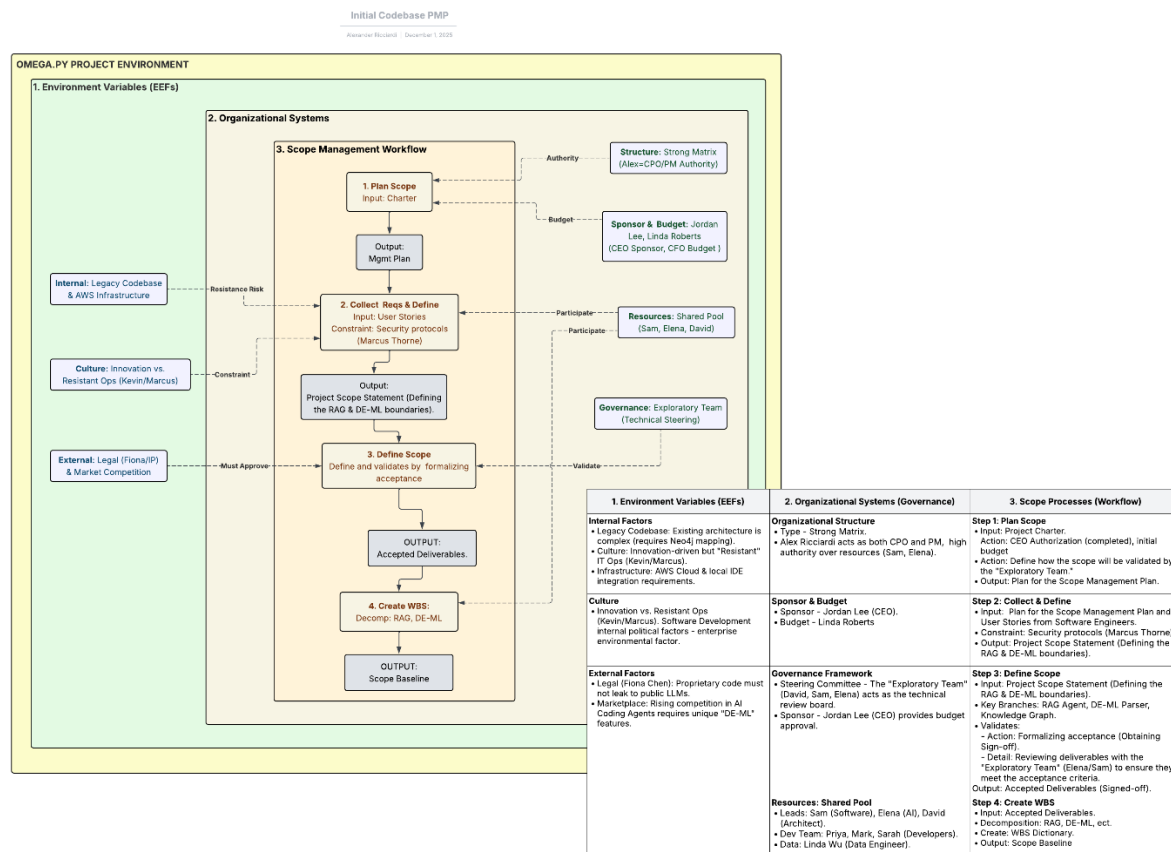 Initial Codebase PMP
Alexander Ricciardi | December 1, 2025
OMEGA.PY PROJECT ENVIRONMENT
1. Environment Variables (EEFs)
2. Organizational Systems
3. Scope Management Workflow
1. Plan Scope
Input: Charter
Output:
Mgmt Plan
2. Collect Reqs & Define
Input: User Stories
Constraint: Security protocols
(Marcus Thorne)
Output:
Project Scope Statement (Defining
the RAG & DE-ML boundaries).
3. Define Scope
Define and validates by formalizing
acceptance
OUTPUT:
Accepted Deliverables.
4. Create WBS:
Decomp: RAG, DE-ML
OUTPUT:
Scope Baseline
Internal: Legacy Codebase
& AWS Infrastructure
Resistance Risk
Culture: Innovation vs.
Resistant Ops (Kevin/Marcus)
Constraint
External: Legal (Fiona/IP)
& Market Competition
Must Approve
Authority
Structure: Strong Matrix
(Alex=CPO/PM Authority)
Budget
Sponsor & Budget: Jordan
Lee, Linda Roberts
(CEO Sponsor, CFO Budget )
Participate
Participate
Resources: Shared Pool
(Sam, Elena, David)
Governance: Exploratory Team
(Technical Steering)
Validate
1. Environment Variables (EEFs)
Internal Factors
• Legacy Codebase: Existing architecture is
complex (requires Neo4j mapping).
• Culture: Innovation-driven but "Resistant"
IT Ops (Kevin/Marcus).
• Infrastructure: AWS Cloud & local IDE
integration requirements.
Culture
• Innovation vs. Resistant Ops
(Kevin/Marcus). Software Development
internal political factors - enterprise
environmental factor.
External Factors
• Legal (Fiona Chen): Proprietary code must
not leak to public LLMs.
• Marketplace: Rising competition in AI
Coding Agents requires unique "DE-ML"
features.
2. Organizational Systems (Governance)
Organizational Structure
• Type - Strong Matrix.
• Alex Ricciardi acts as both CPO and PM, high
authority over resources (Sam, Elena).
Sponsor & Budget
• Sponsor - Jordan Lee (CEO).
• Budget - Linda Roberts
Governance Framework
• Steering Committee - The "Exploratory Team"
(David, Sam, Elena) acts as the technical
review board.
• Sponsor - Jordan Lee (CEO) provides budget
approval.
Resources: Shared Pool
• Leads: Sam (Software), Elena (AI), David
(Architect).
• Dev Team: Priya, Mark, Sarah (Developers).
• Data: Linda Wu (Data Engineer).
3. Scope Processes (Workflow)
Step 1: Plan Scope
• Input: Project Charter.
Action: CEO Authorization (completed), initial
budget
• Action: Define how the scope will be validated by
the "Exploratory Team."
• Output: Plan for the Scope Management Plan.
Step 2: Collect & Define
• Input: Plan for the Scope Management Plan and
User Stories from Software Engineers.
• Constraint: Security protocols (Marcus Thorne)
• Output: Project Scope Statement (Defining the
RAG & DE-ML boundaries).
Step 3: Define Scope
• Input: Project Scope Statement (Defining the
RAG & DE-ML boundaries).
• Key Branches: RAG Agent, DE-ML Parser,
Knowledge Graph.
• Validates:
- Action: Formalizing acceptance (Obtaining
Sign-off).
- Detail: Reviewing deliverables with the
"Exploratory Team" (Elena/Sam) to ensure they
meet the acceptance criteria.
Output: Accepted Deliverables (Signed-off).
Step 4: Create WBS
• Input: Accepted Deliverables.
• Decomposition: RAG, DE-ML, ect.
• Create: WBS Dictionary.
• Output: Scope Baseline